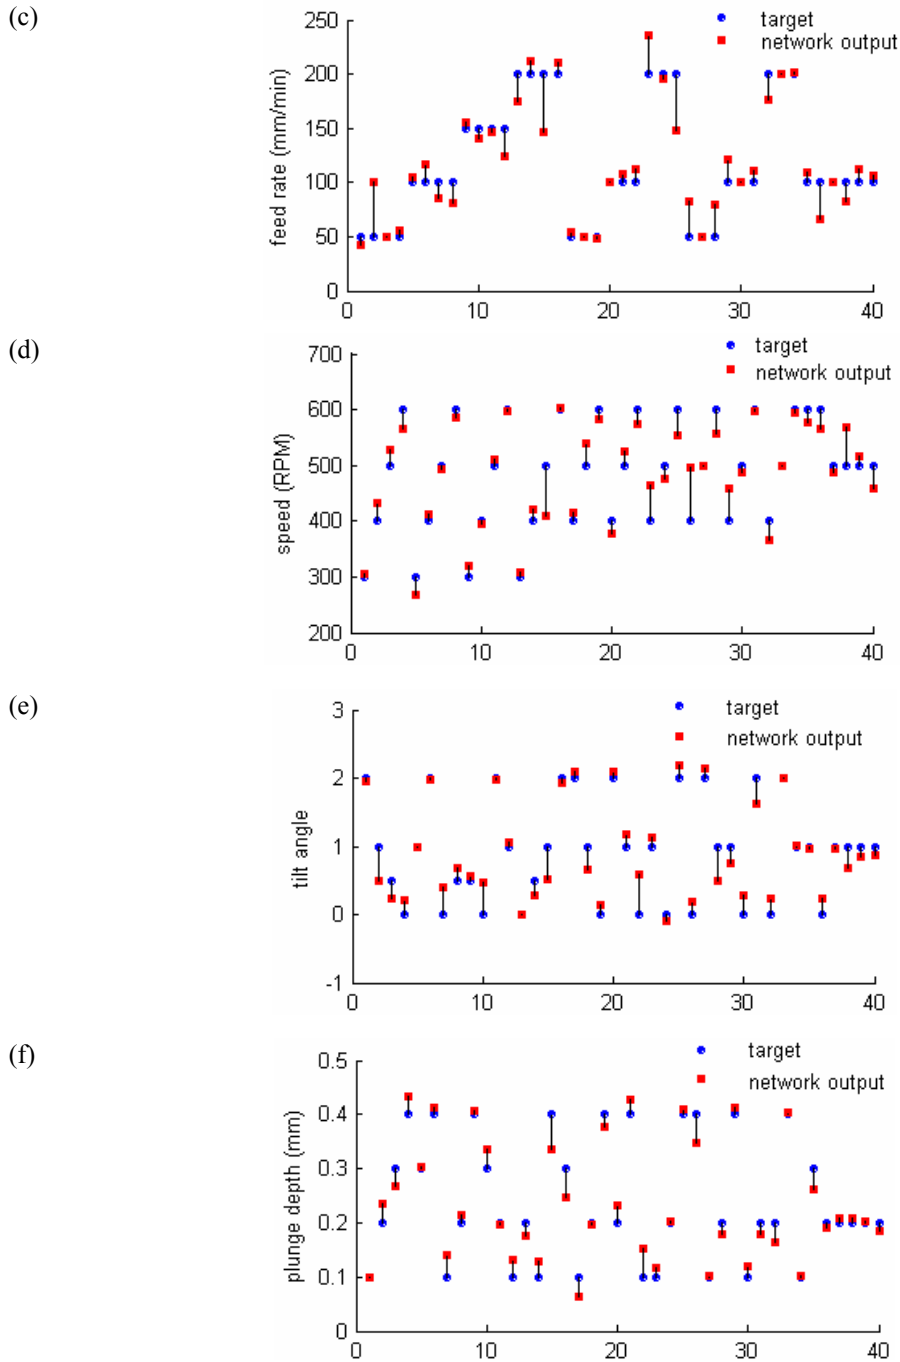 (c)
250
200
150
100
50
0
feed rate (mm/min)
target
network output
0 10 20 30 40
(d)
700
600
500
400
300
200
speed (RPM)
target
network output
0 10 20 30 40
(e)
3
2
1
0
-1
tilt angle
target
network output
0 10 20 30 40
(f)
0.5
0.4
0.3
0.2
0.1
0
plunge depth (mm)
target
network output
0 10 20 30 40